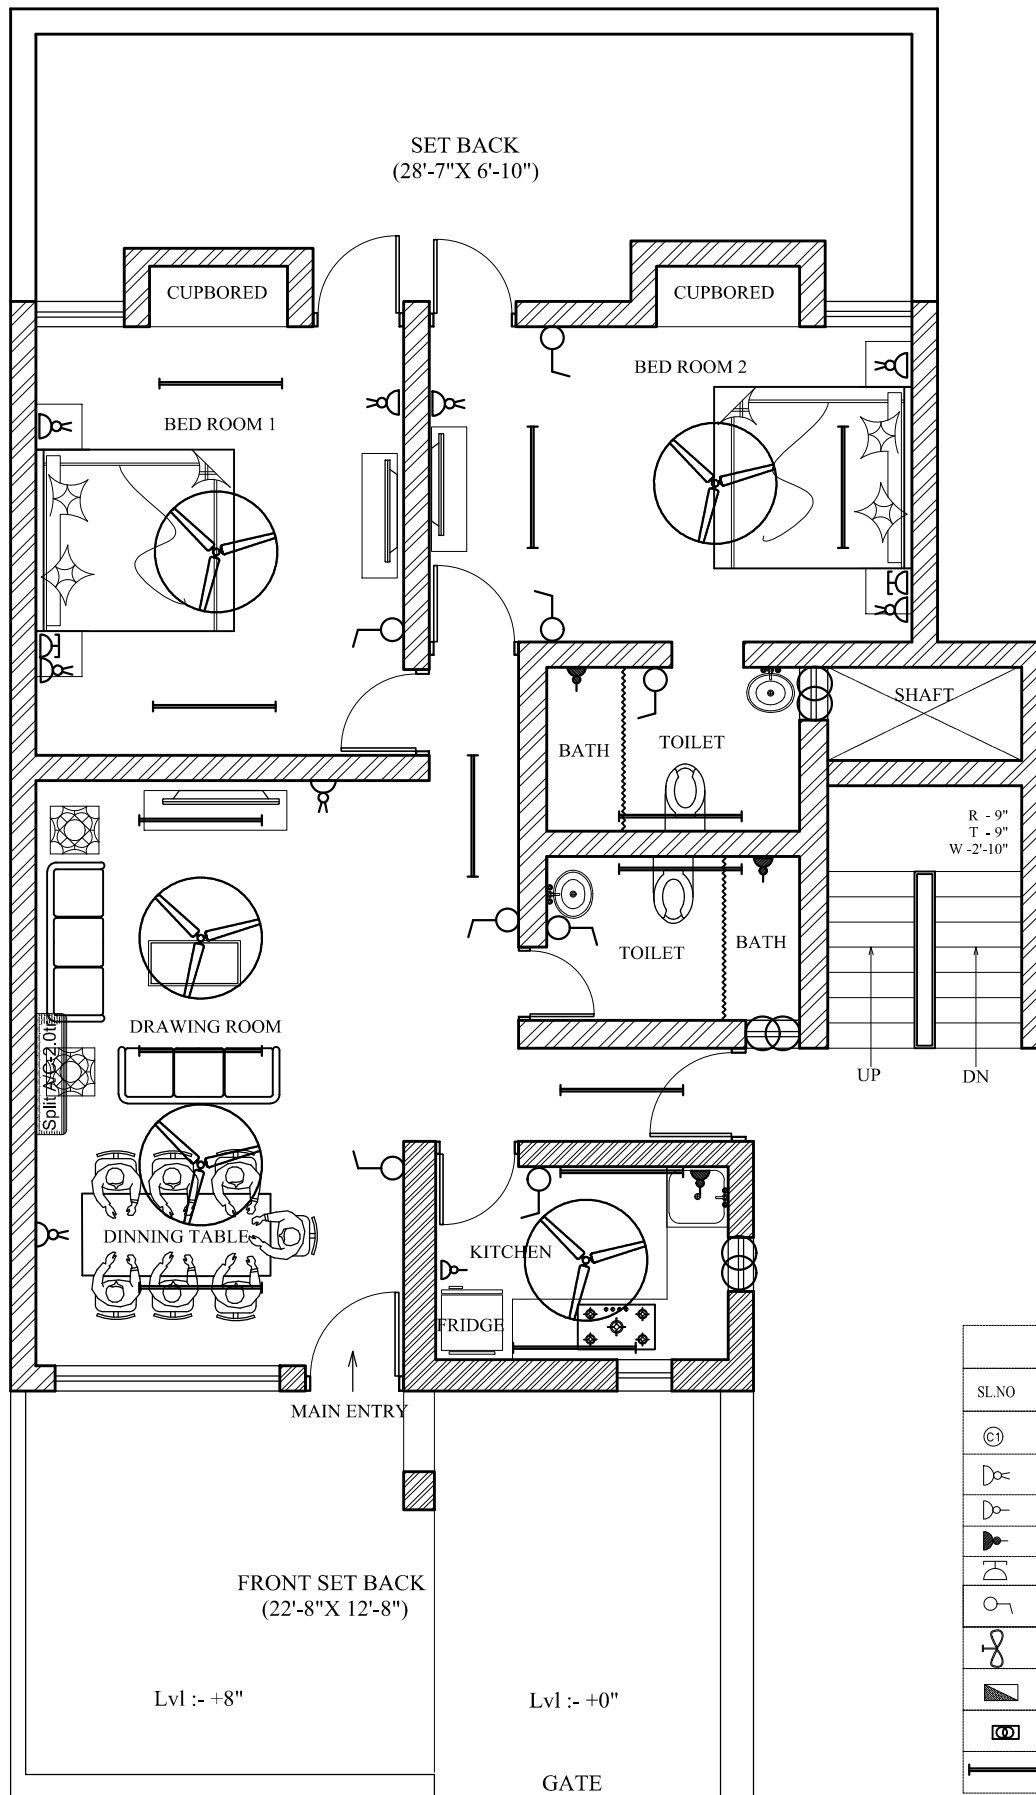 SET BACK
(28'-7"X 6'-10")
CUPBORED
CUPBORED
BED ROOM 2
BED ROOM 1
SHAFT
TOILET
BATH
R - 9"
T - 9"
W -2'-10"
TOILET
BATH
DRAWING ROOM
Split A/C-2.0tr
UP
DN
DINNING TABLE
KITCHEN
FRIDGE
MAIN ENTRY
SL.NO
C1
FRONT SET BACK
(22'-8"X 12'-8")
Lvl :- +8"
Lvl :- +0"
GATE